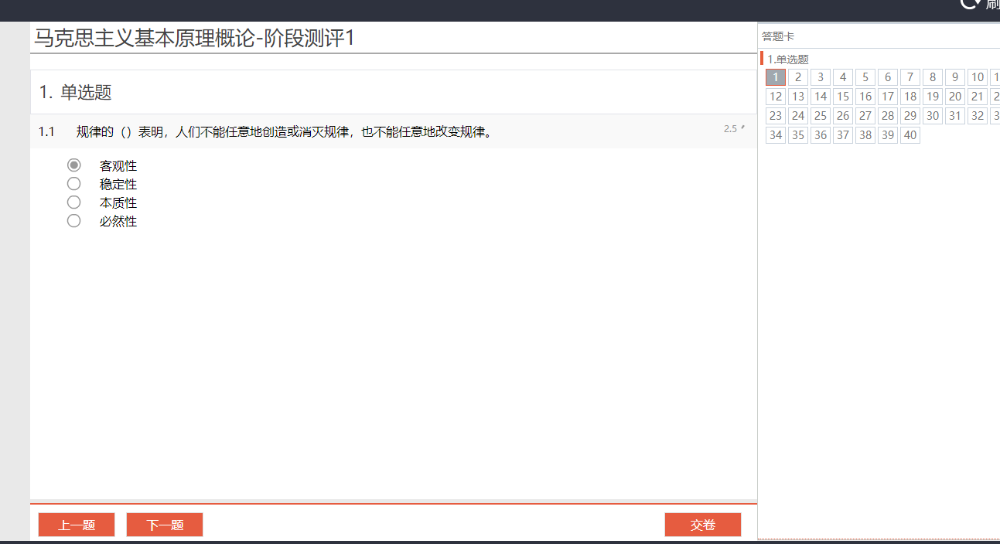 刷
马克思主义基本原理概论-阶段测评1
答题卡
1.单选题
1 2 3 4 5 6 7 8 9 10
12 13 14 15 16 17 18 19 20 21
23 24 25 26 27 28 29 30 31 32
34 35 36 37 38 39 40
1. 单选题
1.1 规律的（）表明，人们不能任意地创造或消灭规律，也不能任意地改变规律。 2.5
客观性
稳定性
本质性
必然性
上一题 下一题 交卷